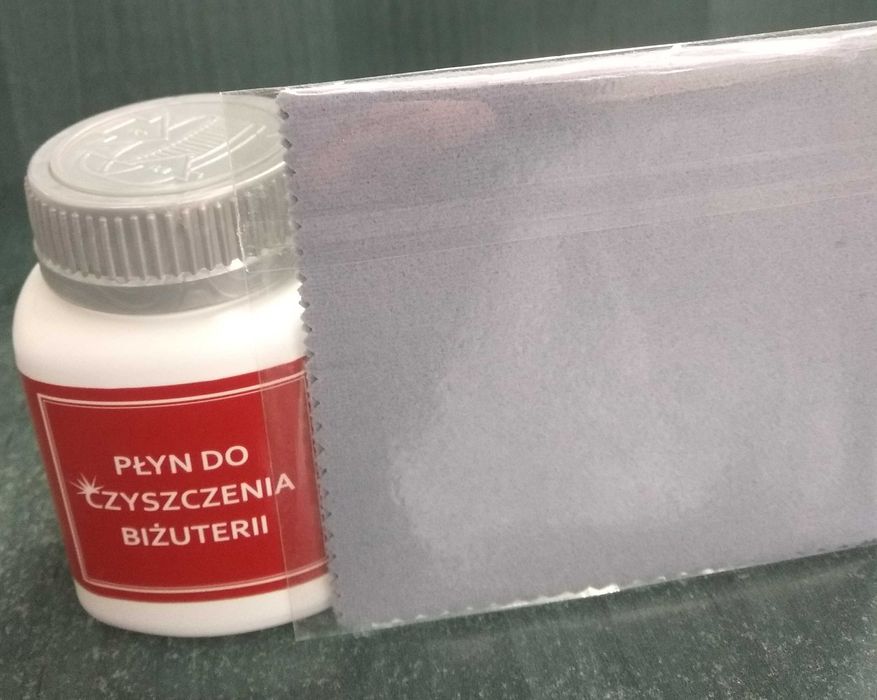 PŁYN DO
CZYSZCZENIA
BIŻUTERII